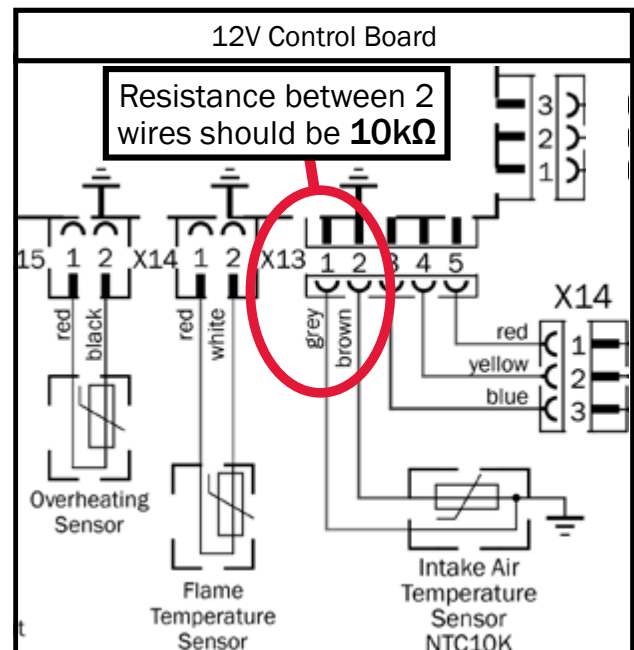 12V Control Board
Resistance between 2
wires should be 10kΩ
3
2
1
15 1 2 X14 1 2 X13 1 2 3 4 5
X14
red
black
red
white
grey
brown
red
yellow
blue
1
2
3
Overheating
Sensor
Flame
Temperature
Sensor
Intake Air
Temperature
Sensor
NTC10K
t